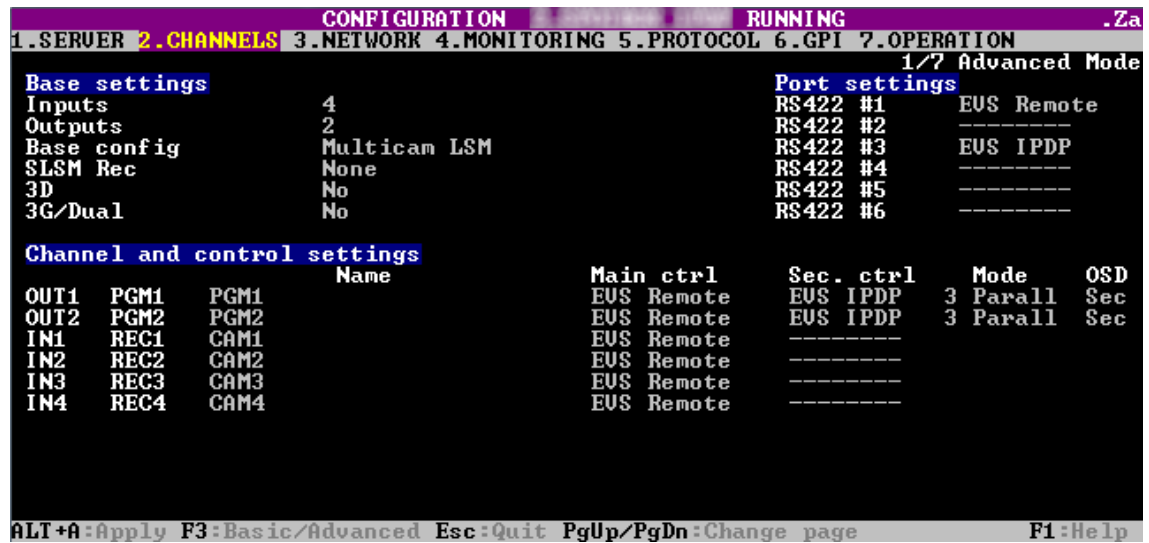 CONFIGURATION RUNNING .Za
1.SERVER 2.CHANNELS 3.NETWORK 4.MONITORING 5.PROTOCOL 6.GPI 7.OPERATION
1/7 Advanced Mode
Base settings Port settings
Inputs 4 RS422 #1 EVS Remote
Outputs 2 RS422 #2 --------
Base config Multicam LSM RS422 #3 EVS IPDP
SLSM Rec None RS422 #4 --------
3D No RS422 #5 --------
3G/Dual No RS422 #6 --------
Channel and control settings
Name Main ctrl Sec. ctrl Mode OSD
OUT1 PGM1 PGM1 EVS Remote EVS IPDP 3 Parall Sec
OUT2 PGM2 PGM2 EVS Remote EVS IPDP 3 Parall Sec
IN1 REC1 CAM1 EVS Remote --------
IN2 REC2 CAM2 EVS Remote --------
IN3 REC3 CAM3 EVS Remote --------
IN4 REC4 CAM4 EVS Remote --------
ALT+A:Apply F3:Basic/Advanced Esc:Quit PgUp/PgDn:Change page F1:Help